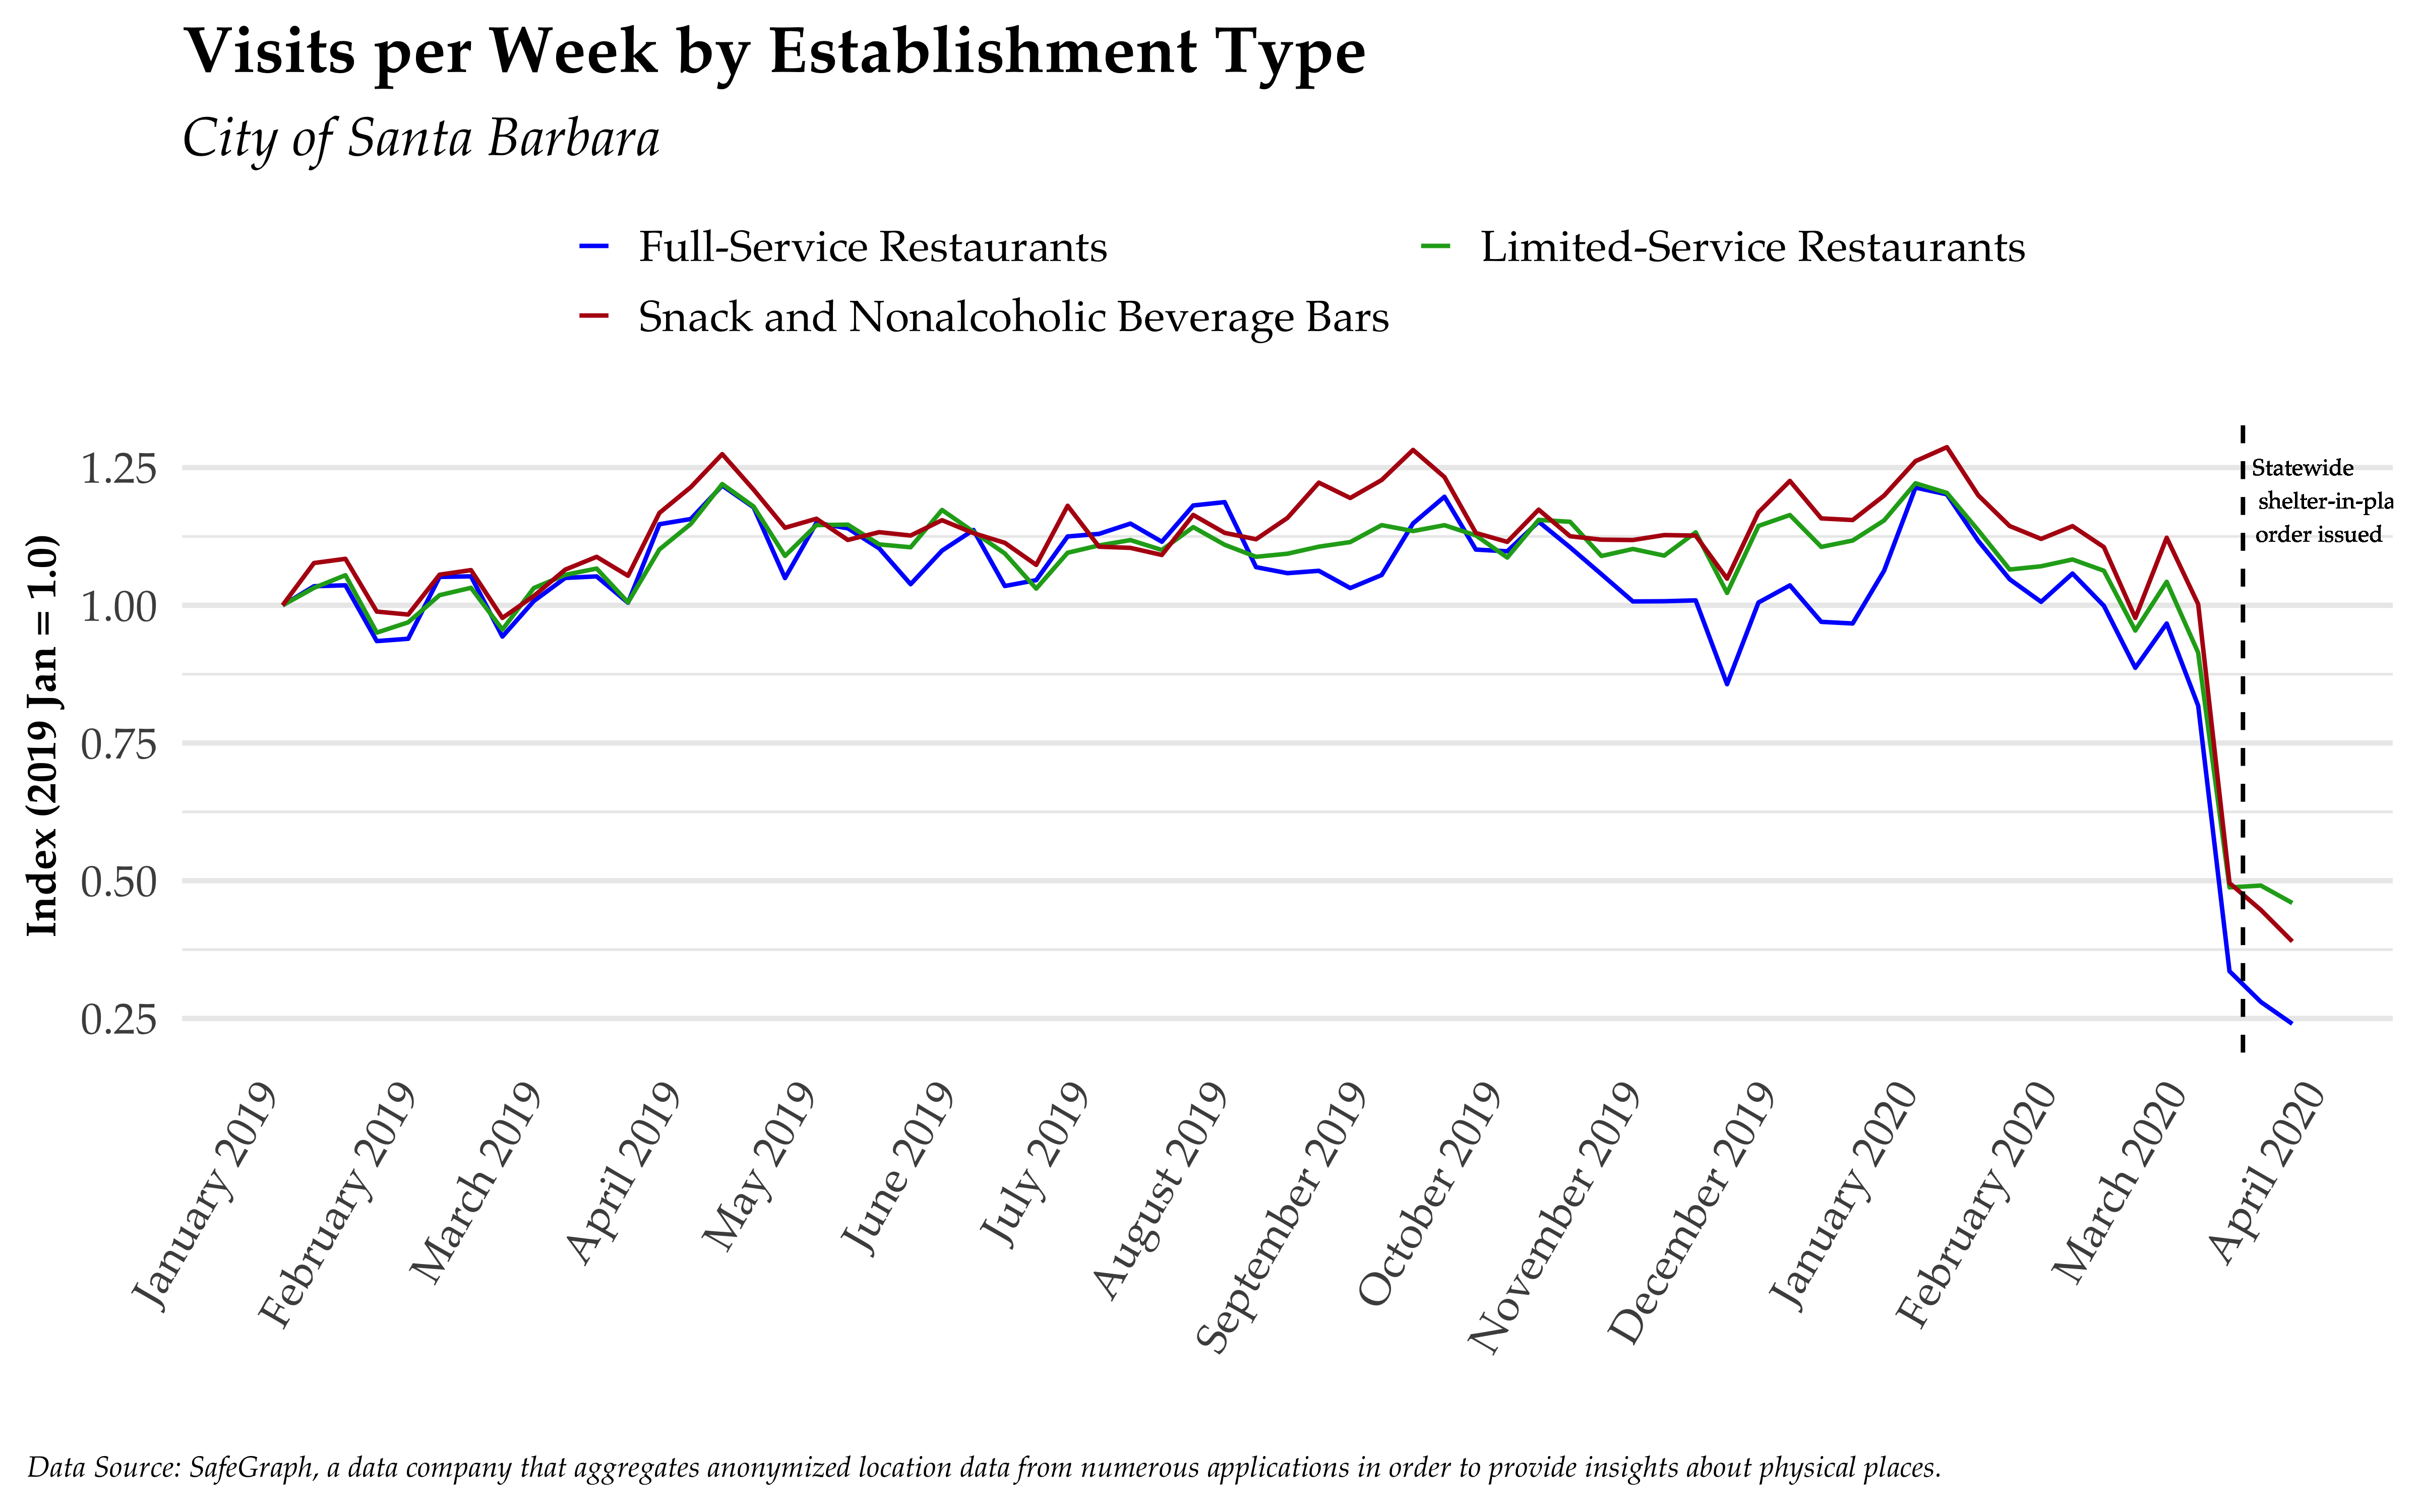 Visits per Week by Establishment Type
City of Santa Barbara
Full-Service Restaurants
Limited-Service Restaurants
Snack and Nonalcoholic Beverage Bars
Index (2019 Jan = 1.0)
1.25
1.00
0.75
0.50
0.25
Statewide
shelter-in-pla
order issued
January 2019
February 2019
March 2019
April 2019
May 2019
June 2019
July 2019
August 2019
September 2019
October 2019
November 2019
December 2019
January 2020
February 2020
March 2020
April 2020
Data Source: SafeGraph, a data company that aggregates anonymized location data from numerous applications in order to provide insights about physical places.